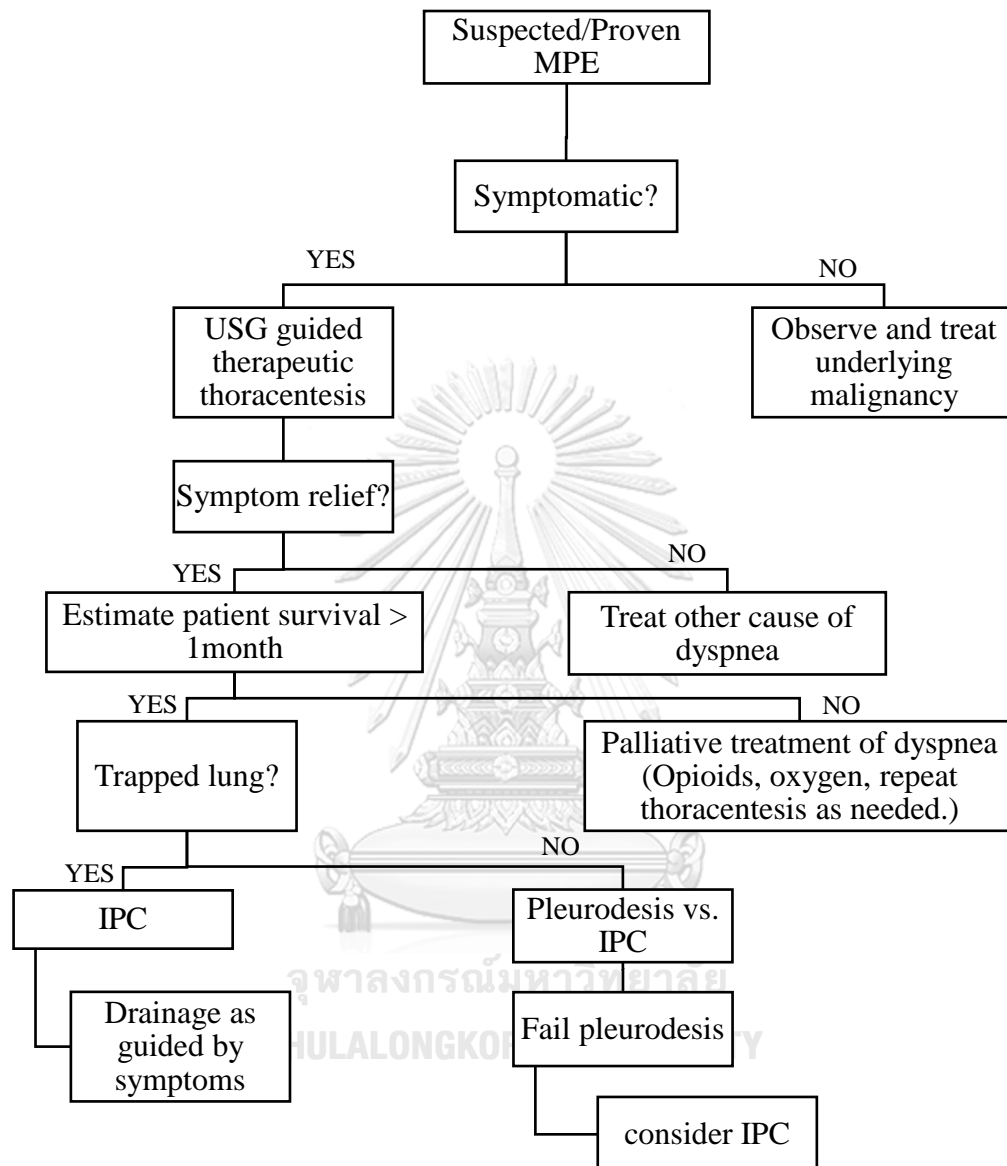 Suspected/Proven
MPE
Symptomatic?
YES
NO
USG guided
therapeutic
thoracentesis
Observe and treat
underlying
malignancy
Symptom relief?
YES
NO
Estimate patient survival >
1month
Treat other cause of
dyspnea
YES
NO
Trapped lung?
Palliative treatment of dyspnea
(Opioids, oxygen, repeat
thoracentesis as needed.)
YES
NO
IPC
Pleurodesis vs.
IPC
จุฬาลงกรณ์มหาวิทยาลัย
Drainage as
guided by
symptoms
Fail pleurodesis
HULALONGKOR
TY
consider IPC